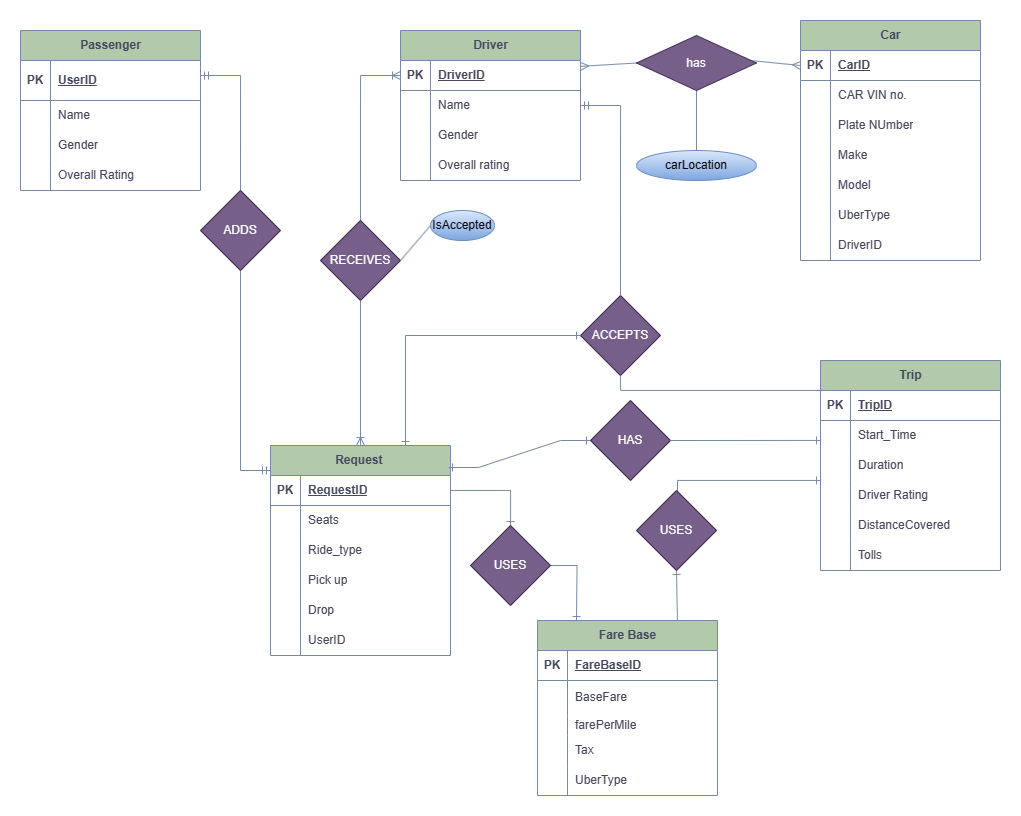 Passenger
PK UserID
Name
Gender
Overall Rating
Driver
PK DriverID
Name
Gender
Overall rating
has
carLocation
Car
PK CarID
CAR VIN no.
Plate NUmber
Make
Model
UberType
DriverID
ADDS
RECEIVES
IsAccepted
ACCEPTS
HAS
Trip
PK TripID
Start_Time
Duration
Driver Rating
DistanceCovered
Tolls
Request
PK RequestID
Seats
Ride_type
Pick up
Drop
UserID
USES
USES
Fare Base
PK FareBaseID
BaseFare
farePerMile
Tax
UberType